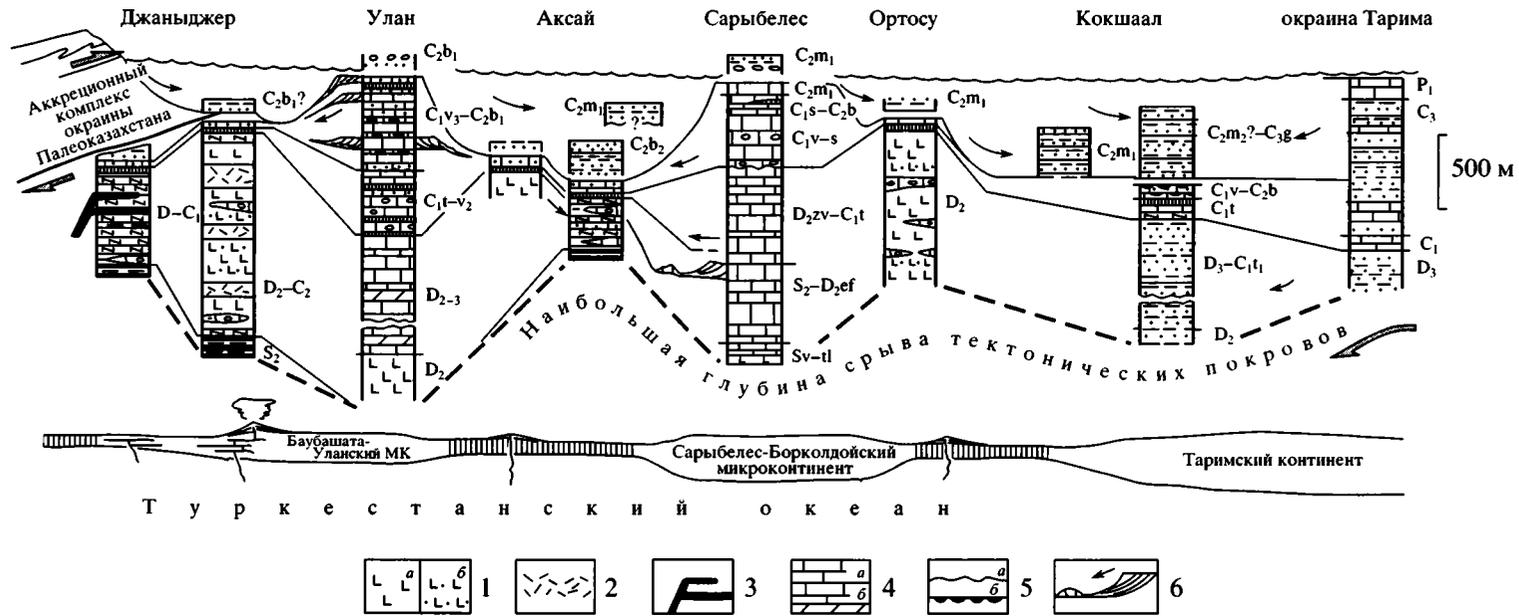 Джаныджер Улан Аксай Сарыбелес Ортосу Кокшаал окраина Тарима
Аккреционный
комплекс
окраины
Палеоказахстана
C₂b₁?
D–C₁
D₂–C₂
S₂
C₂b₁
C₁v₃–C₂b₁
C₁t–v₂
D₂₋₃
D₂
C₂m₁
?
C₂b₂
C₂m₁
C₂m₁
C₁s–C₂b
C₁v–s
D₂zv–C₁t
S₂–D₂ef
Sv–tl
C₂m₁
D₂
C₂m₁
C₂m₂?–C₃g
C₁v–C₂b
C₁t
D₃–C₁t₁
D₂
P₁
C₃
C₁
D₃
500 м
Наибольшая глубина срыва тектонических покровов
Баубашата-
Уланский МК
Сарыбелес-Борколдойский
микроконтинент
Таримский континент
Туркестанский океан
а б 1 2 3 а б 4 а б 5 6